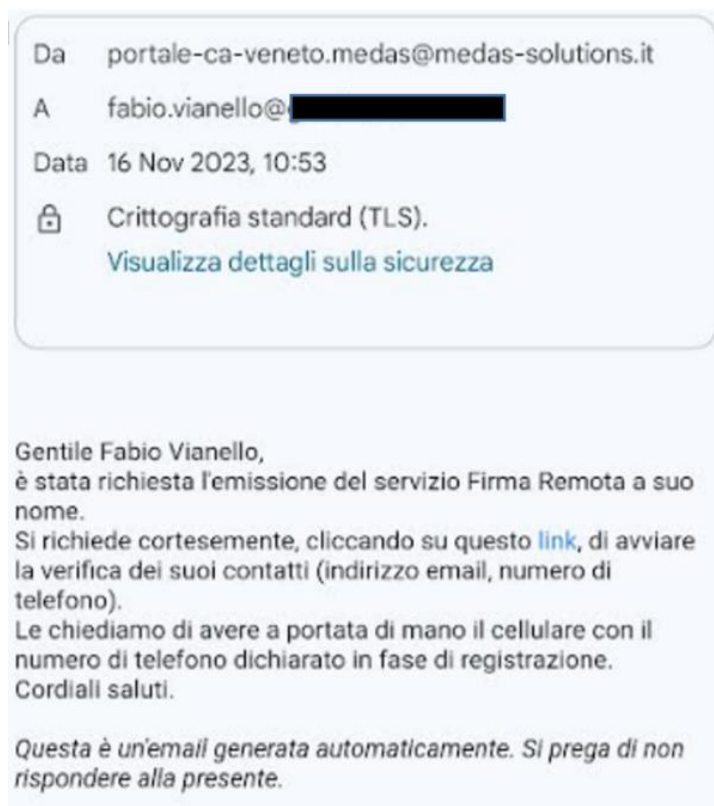 Da portale-ca-veneto.medas@medas-solutions.it
A fabio.vianello@
Data 16 Nov 2023, 10:53
Crittografia standard (TLS).
Visualizza dettagli sulla sicurezza
Gentile Fabio Vianello,
è stata richiesta l'emissione del servizio Firma Remota a suo
nome.
Si richiede cortesemente, cliccando su questo link, di avviare
la verifica dei suoi contatti (indirizzo email, numero di
telefono).
Le chiediamo di avere a portata di mano il cellulare con il
numero di telefono dichiarato in fase di registrazione.
Cordiali saluti.
Questa è un'email generata automaticamente. Si prega di non
rispondere alla presente.